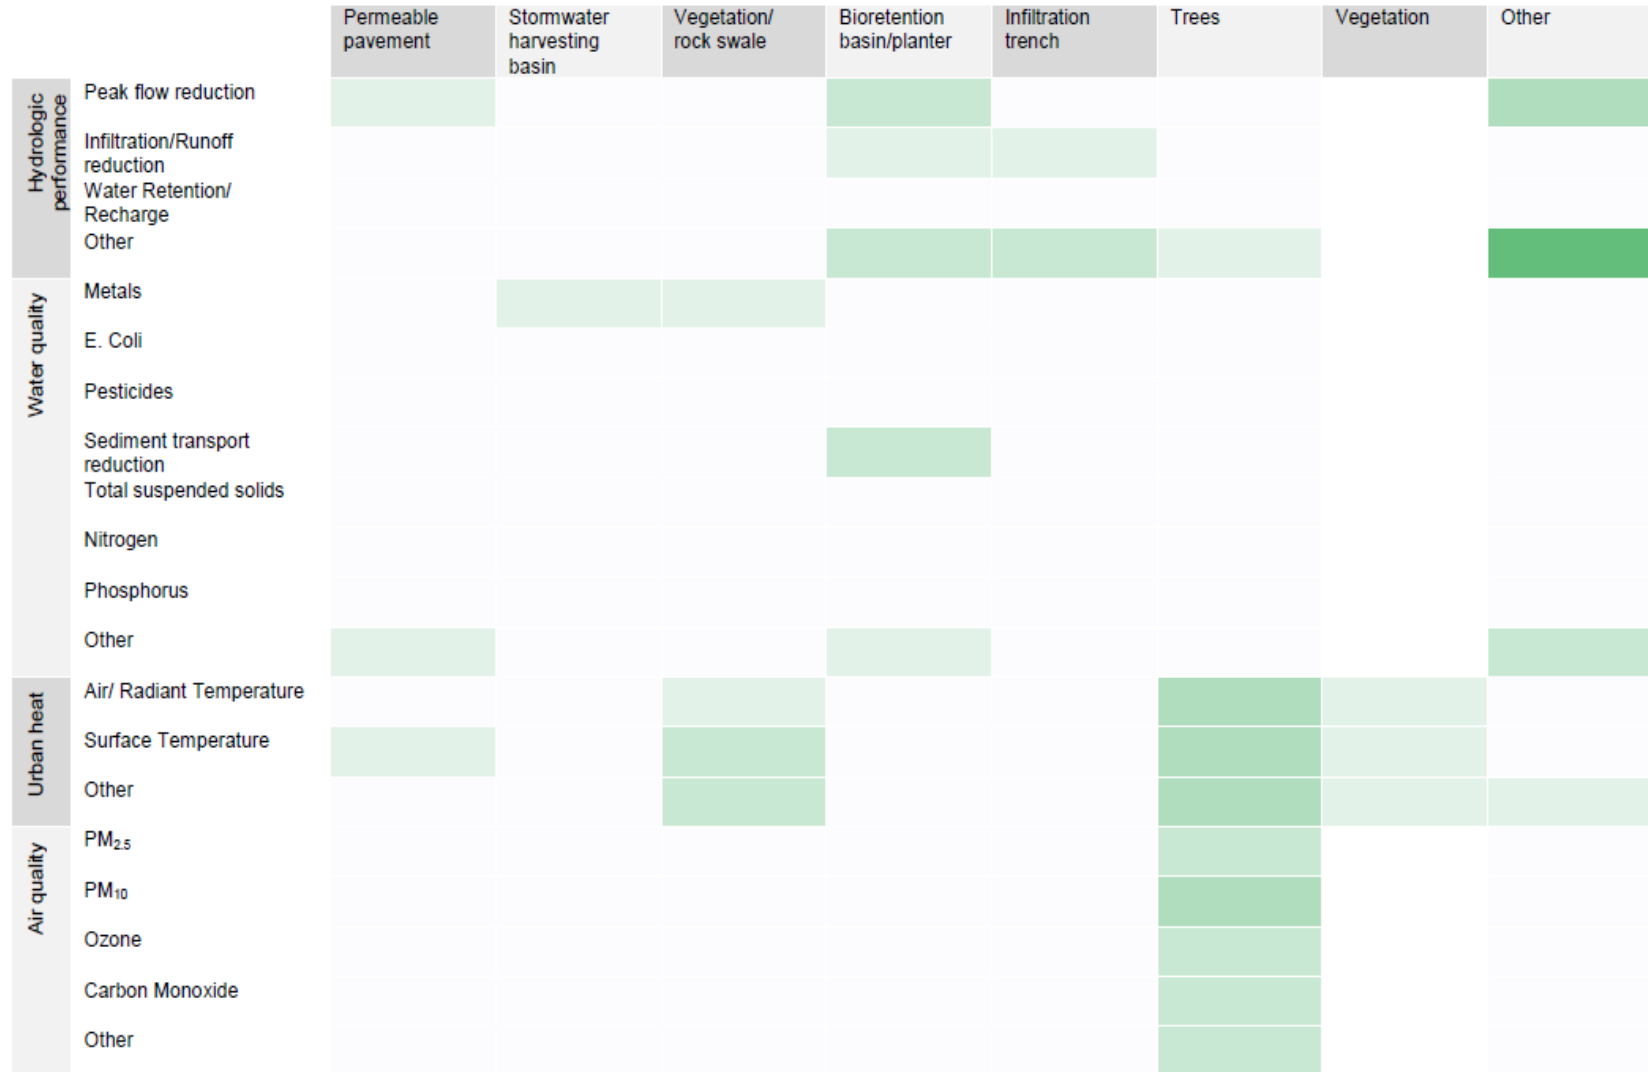 Permeable
pavement
Stormwater
harvesting
basin
Vegetation/
rock swale
Bioretention
basin/planter
Infiltration
trench
Trees
Vegetation
Other
Hydrologic
performance
Peak flow reduction
Infiltration/Runoff
reduction
Water Retention/
Recharge
Other
Water quality
Metals
E. Coli
Pesticides
Sediment transport
reduction
Total suspended solids
Nitrogen
Phosphorus
Other
Urban heat
Air/ Radiant Temperature
Surface Temperature
Other
Air quality
PM₂.₅
PM₁₀
Ozone
Carbon Monoxide
Other